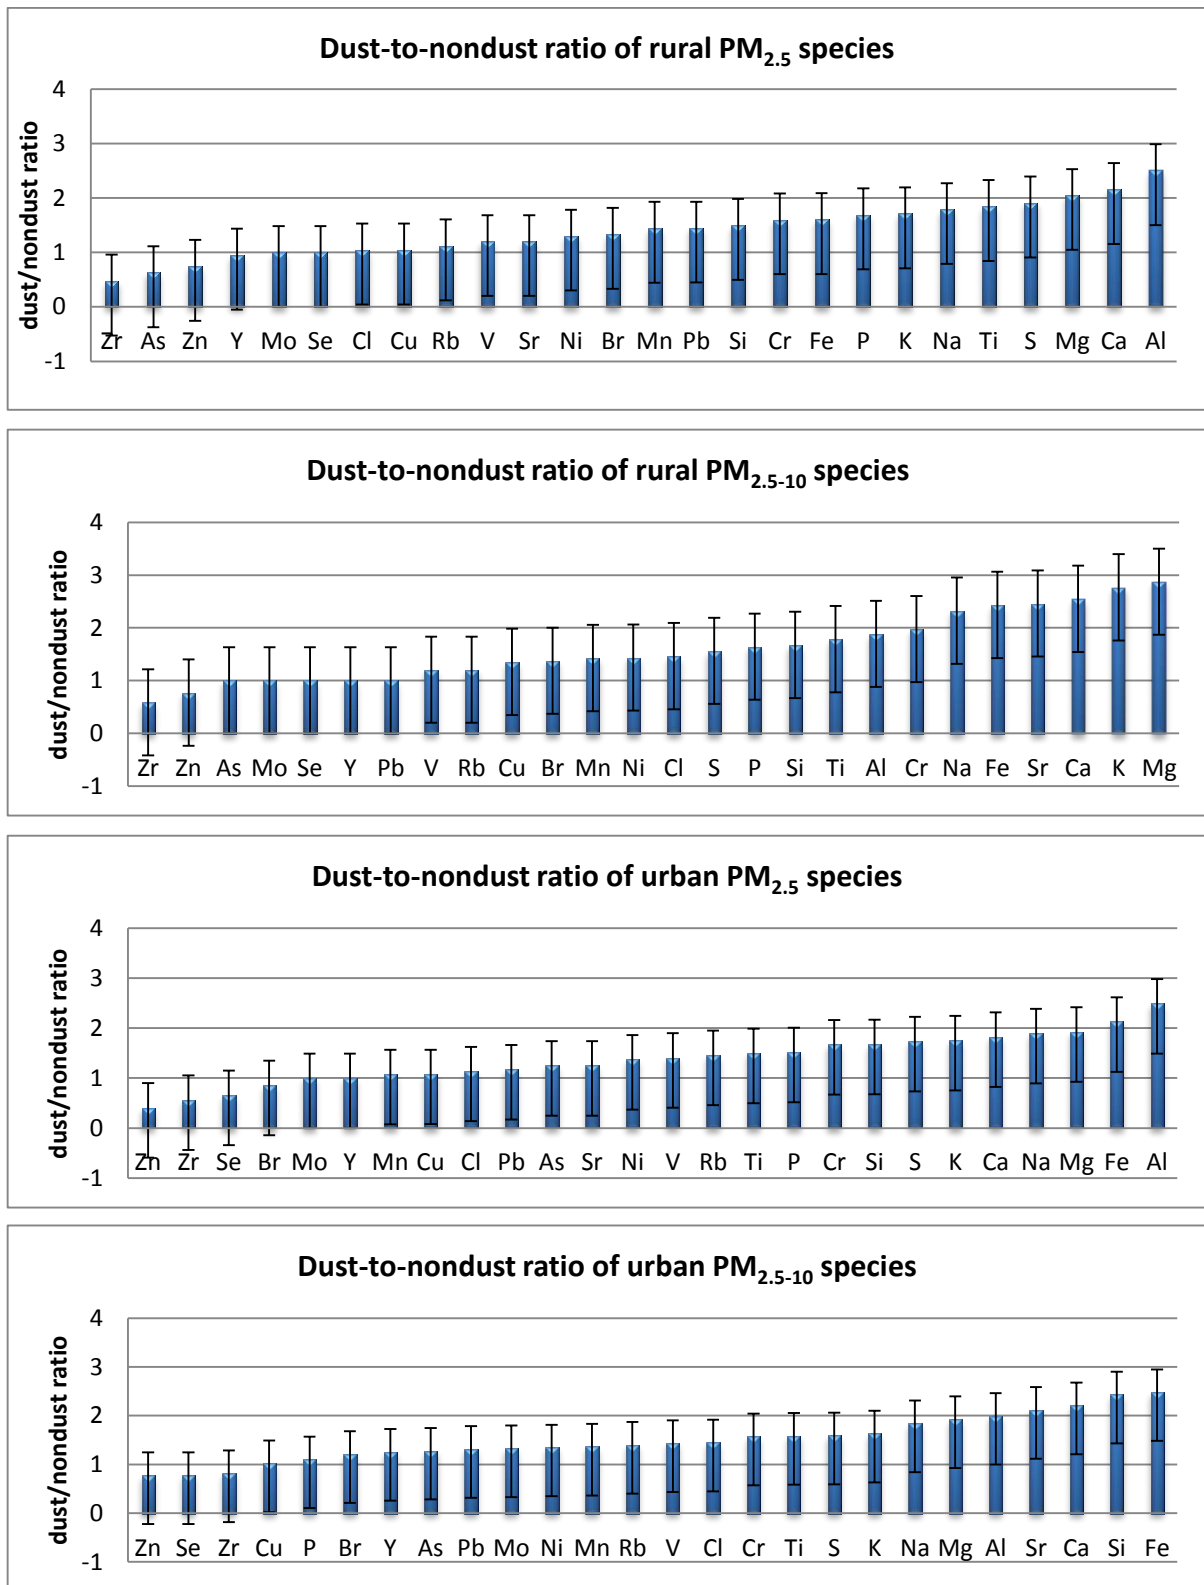 Dust-to-nondust ratio of rural PM2.5 species
dust/nondust ratio
4
3
2
1
0
-1
Zr As Zn Y Mo Se Cl Cu Rb V Sr Ni Br Mn Pb Si Cr Fe P K Na Ti S Mg Ca Al
Dust-to-nondust ratio of rural PM2.5-10 species
dust/nondust ratio
4
3
2
1
0
-1
Zr Zn As Mo Se Y Pb V Rb Cu Br Mn Ni Cl S P Si Ti Al Cr Na Fe Sr Ca K Mg
Dust-to-nondust ratio of urban PM2.5 species
dust/nondust ratio
4
3
2
1
0
-1
Zn Zr Se Br Mo Y Mn Cu Cl Pb As Sr Ni V Rb Ti P Cr Si S K Ca Na Mg Fe Al
Dust-to-nondust ratio of urban PM2.5-10 species
dust/nondust ratio
4
3
2
1
0
-1
Zn Se Zr Cu P Br Y As Pb Mo Ni Mn Rb V Cl Cr Ti S K Na Mg Al Sr Ca Si Fe